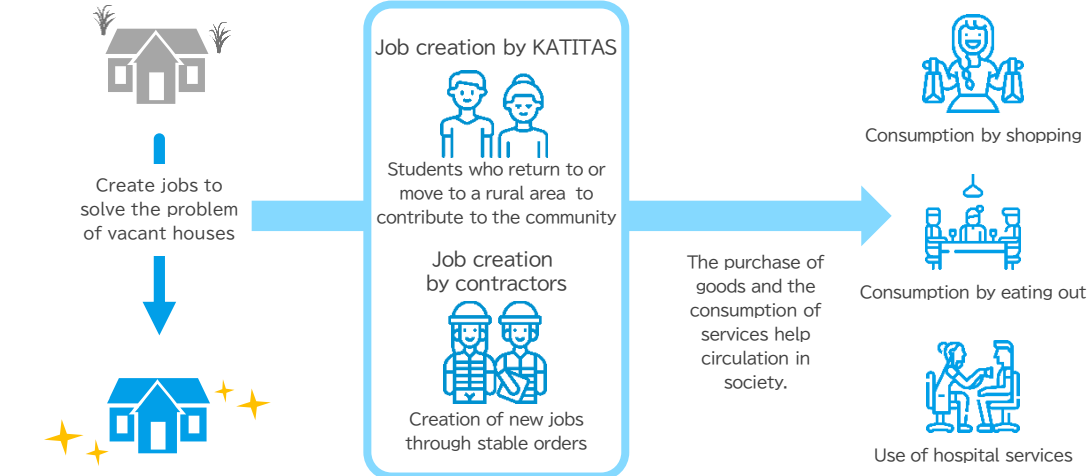 Create jobs to
solve the problem
of vacant houses
Job creation by KATITAS
Students who return to or
move to a rural area to
contribute to the community
Job creation
by contractors
Creation of new jobs
through stable orders
The purchase of
goods and the
consumption of
services help
circulation in
society.
Consumption by shopping
Consumption by eating out
Use of hospital services